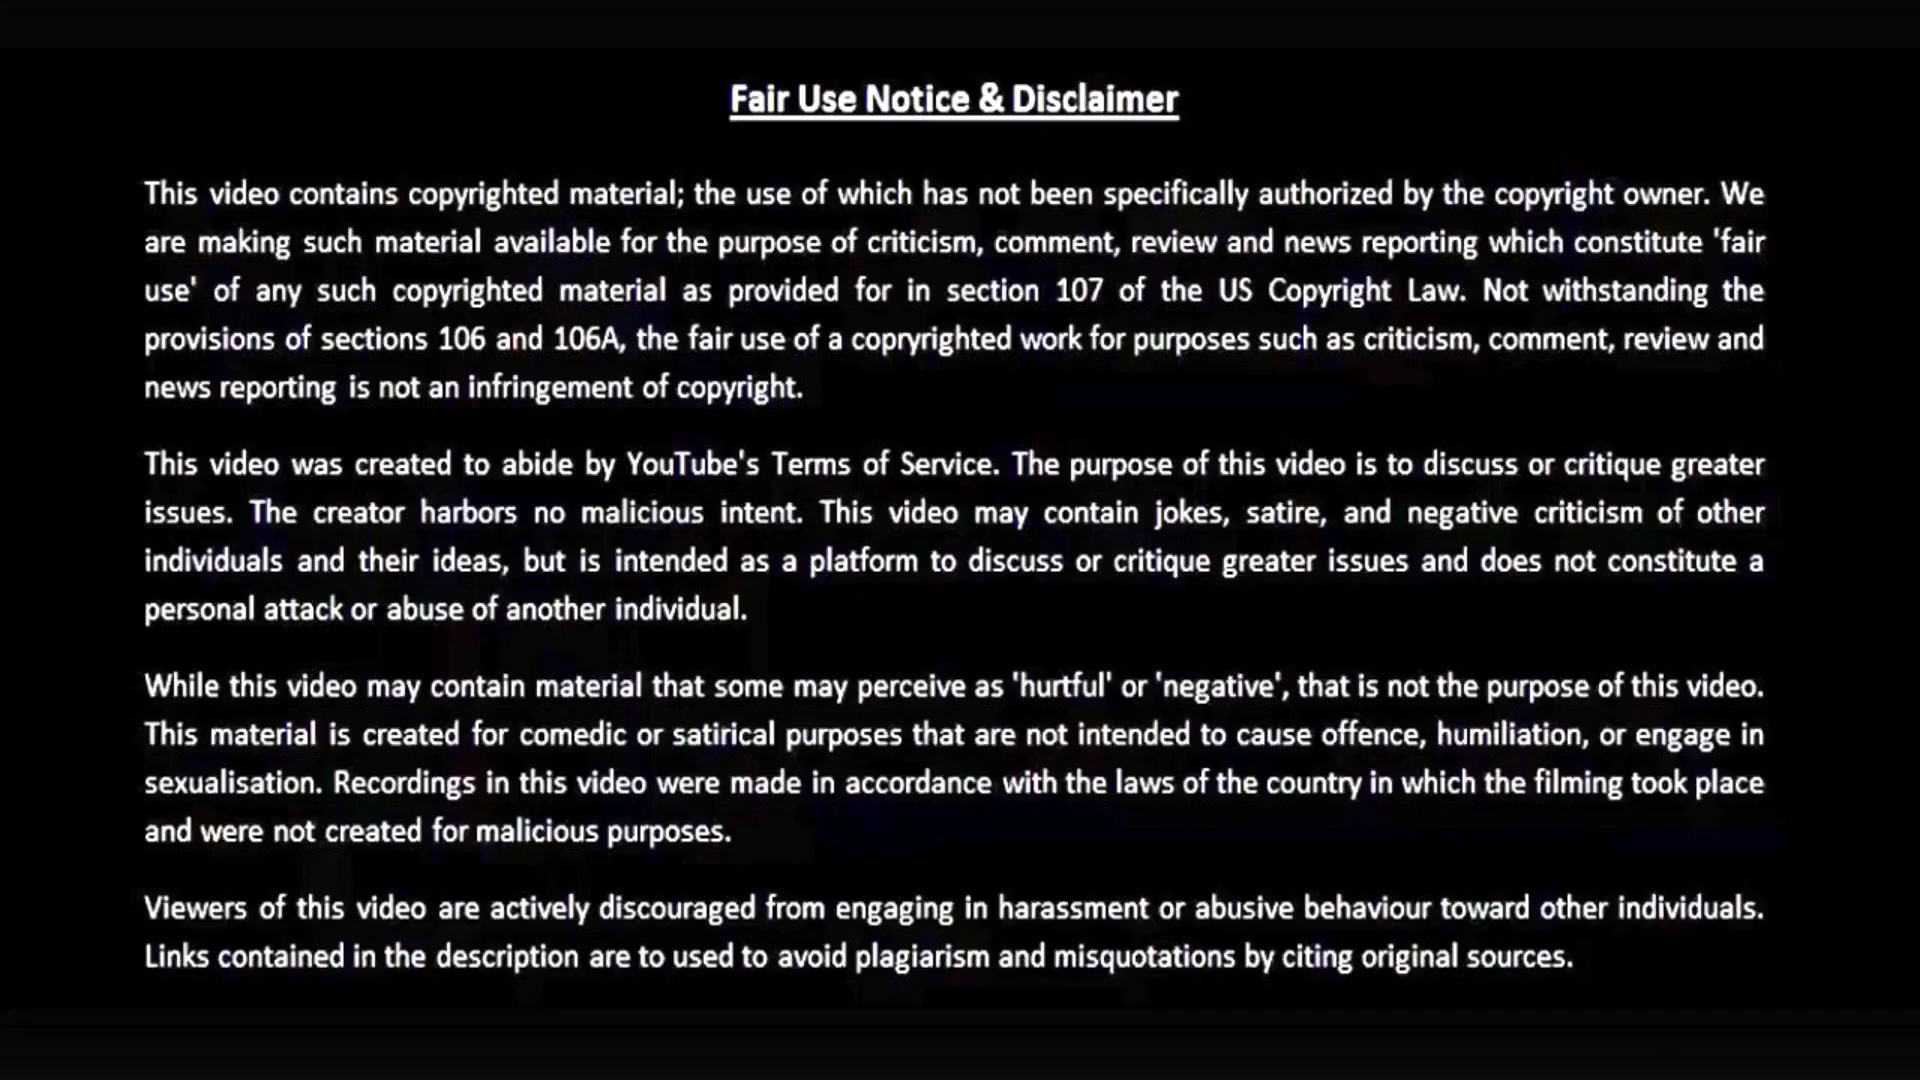 Fair Use Notice & Disclaimer
This video contains copyrighted material; the use of which has not been specifically authorized by the copyright owner. We
are making such material available for the purpose of criticism, comment, review and news reporting which constitute 'fair
use' of any such copyrighted material as provided for in section 107 of the US Copyright Law. Not withstanding the
provisions of sections 106 and 106A, the fair use of a copryrighted work for purposes such as criticism, comment, review and
news reporting is not an infringement of copyright.
This video was created to abide by YouTube's Terms of Service. The purpose of this video is to discuss or critique greater
issues. The creator harbors no malicious intent. This video may contain jokes, satire, and negative criticism of other
individuals and their ideas, but is intended as a platform to discuss or critique greater issues and does not constitute a
personal attack or abuse of another individual.
While this video may contain material that some may perceive as 'hurtful' or 'negative', that is not the purpose of this video.
This material is created for comedic or satirical purposes that are not intended to cause offence, humiliation, or engage in
sexualisation. Recordings in this video were made in accordance with the laws of the country in which the filming took place
and were not created for malicious purposes.
Viewers of this video are actively discouraged from engaging in harassment or abusive behaviour toward other individuals.
Links contained in the description are to used to avoid plagiarism and misquotations by citing original sources.